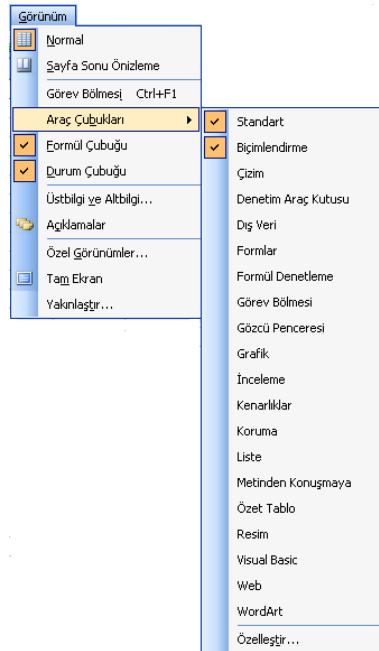 Görünüm
Normal
Sayfa Sonu Önizleme
Görev Bölmesi Ctrl+F1
Araç Çubukları
Formül Çubuğu
Durum Çubuğu
Üstbilgi ve Altbilgi...
Açıklamalar
Özel Görünümler...
Tam Ekran
Yakınlaştır...
Standart
Biçimlendirme
Çizim
Denetim Araç Kutusu
Dış Veri
Formlar
Formül Denetleme
Görev Bölmesi
Gözcü Penceresi
Grafik
İnceleme
Kenarlıklar
Koruma
Liste
Metinden Konuşmaya
Özet Tablo
Resim
Visual Basic
Web
WordArt
Özelleştir...